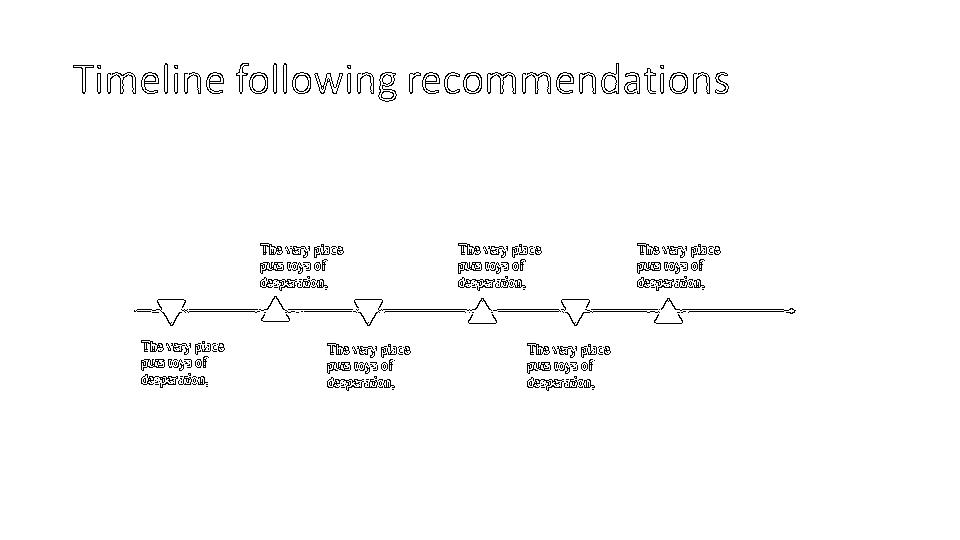 Timeline following recommendations
The very place
puts toys of
desperation.
The very place
puts toys of
desperation.
The very place
puts toys of
desperation.
The very place
puts toys of
desperation.
The very place
puts toys of
desperation.
The very place
puts toys of
desperation.